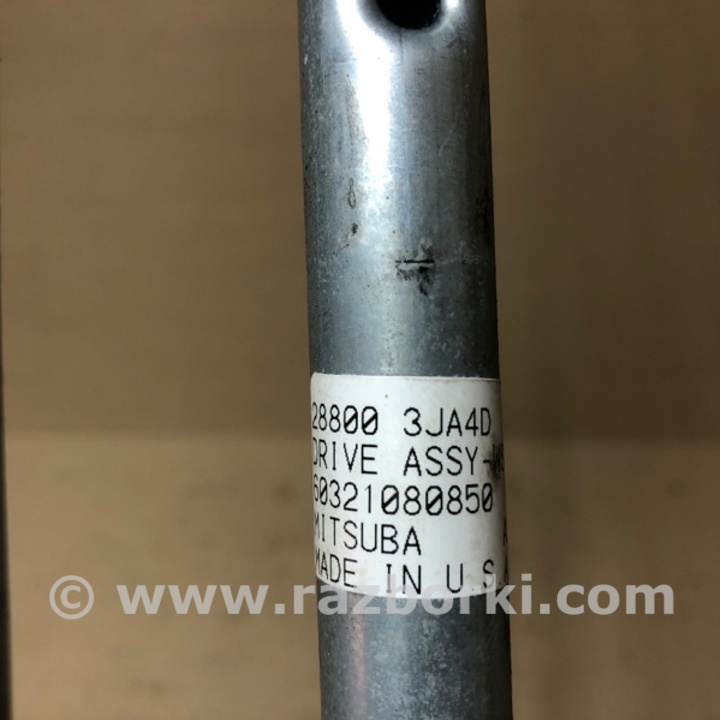 28800 3JA4D
DRIVE ASSY-
60321080850
MITSUBA
MADE IN U S
© www.razborki.com